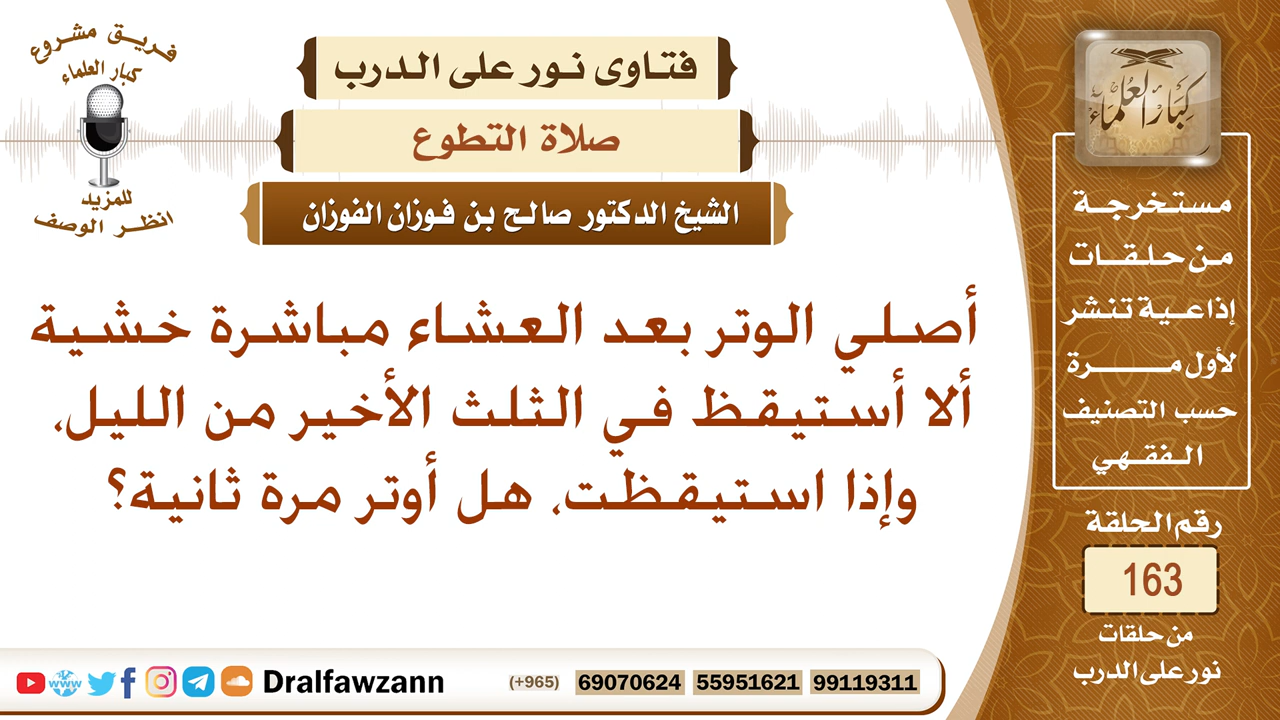 فريق مشروع
كبار العلماء
للمزيد
انظر الوصف
فتاوى نور على الدرب
صلاة التطوع
الشيخ الدكتور صالح بن فوزان الفوزان
أصلي الوتر بعد العشاء مباشرة خشية
ألا أستيقظ في الثلث الأخير من الليل،
وإذا استيقظت، هل أوتر مرة ثانية؟
كبار العلماء
مستخرجة
من حلقات
إذاعية تنشر
لأول مرة
حسب التصنيف
الفقهي
رقم الحلقة
163
من حلقات
نور على الدرب
www Dralfawzann (+965) 69070624 55951621 99119311